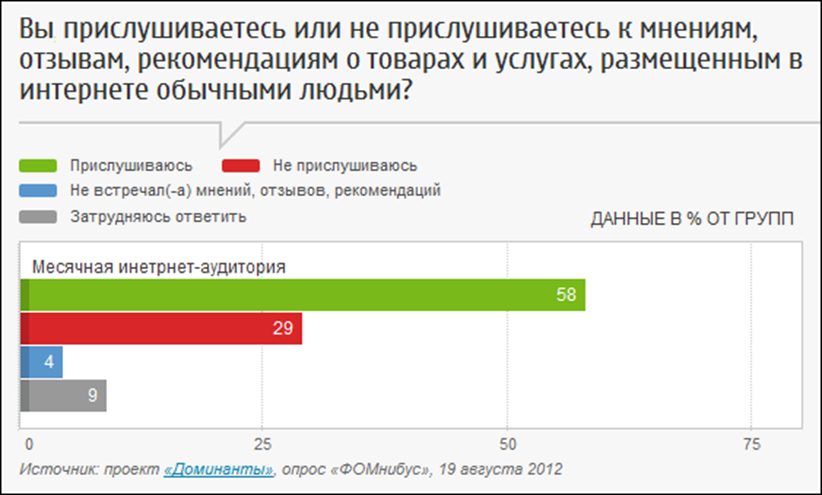 Вы прислушиваетесь или не прислушиваетесь к мнениям,
отзывам, рекомендациям о товарах и услугах, размещенным в
интернете обычными людьми?
Прислушиваюсь Не прислушиваюсь
Не встречал(-а) мнений, отзывов, рекомендаций
Затрудняюсь ответить
ДАННЫЕ В % ОТ ГРУПП
Месячная инетрнет-аудитория
58
29
4
9
0 25 50 75
Источник: проект «Доминанты», опрос «ФОМнибус», 19 августа 2012